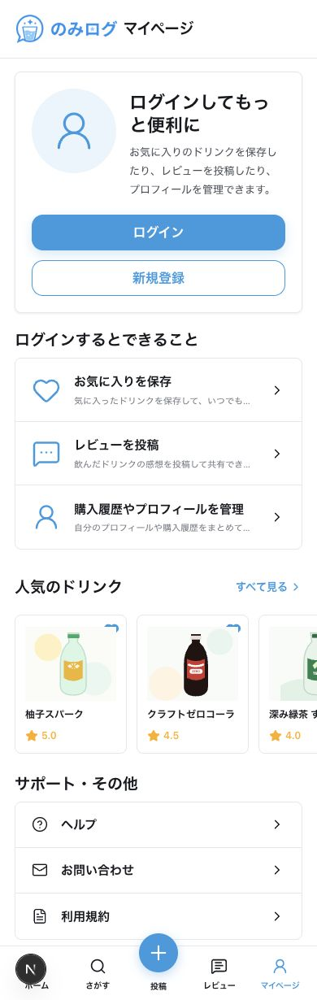 のみログ マイページ
ログインしてもっ
と便利に
お気に入りのドリンクを保存し
たり、レビューを投稿したり、
プロフィールを管理できます。
ログイン
新規登録
ログインするとできること
お気に入りを保存
気に入ったドリンクを保存して、いつでも...
レビューを投稿
飲んだドリンクの感想を投稿して共有でき...
購入履歴やプロフィールを管理
自分のプロフィールや購入履歴をまとめて...
人気のドリンク すべて見る
ZERO
柚子スパーク クラフトゼロコーラ 深み緑茶 す
5.0 4.5 4.0
サポート・その他
ヘルプ
お問い合わせ
利用規約
N
ホーム さがす 投稿 レビュー マイページ